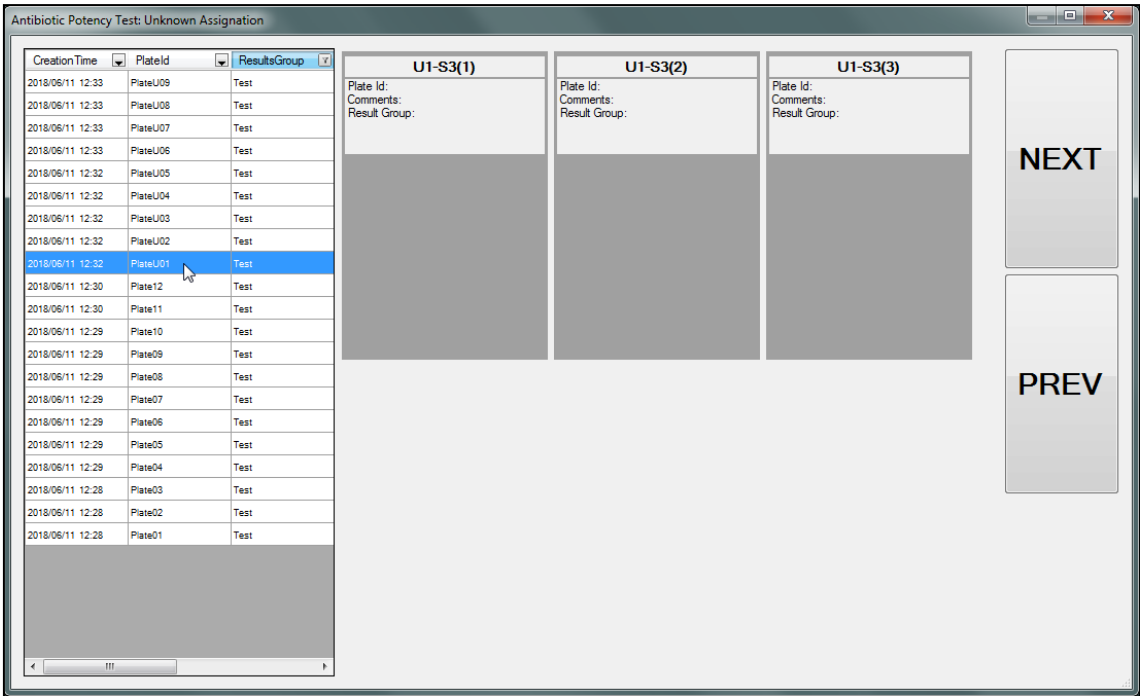 Antibiotic Potency Test: Unknown Assignation
CreationTime PlateId ResultsGroup
2018/06/11 12:33 PlateU09 Test
2018/06/11 12:33 PlateU08 Test
2018/06/11 12:33 PlateU07 Test
2018/06/11 12:33 PlateU06 Test
2018/06/11 12:32 PlateU05 Test
2018/06/11 12:32 PlateU04 Test
2018/06/11 12:32 PlateU03 Test
2018/06/11 12:32 PlateU02 Test
2018/06/11 12:32 PlateU01 Test
2018/06/11 12:30 Plate12 Test
2018/06/11 12:30 Plate11 Test
2018/06/11 12:29 Plate10 Test
2018/06/11 12:29 Plate09 Test
2018/06/11 12:29 Plate08 Test
2018/06/11 12:29 Plate07 Test
2018/06/11 12:29 Plate06 Test
2018/06/11 12:29 Plate05 Test
2018/06/11 12:29 Plate04 Test
2018/06/11 12:28 Plate03 Test
2018/06/11 12:28 Plate02 Test
2018/06/11 12:28 Plate01 Test
U1-S3(1)
Plate Id:
Comments:
Result Group:
U1-S3(2)
Plate Id:
Comments:
Result Group:
U1-S3(3)
Plate Id:
Comments:
Result Group:
NEXT
PREV